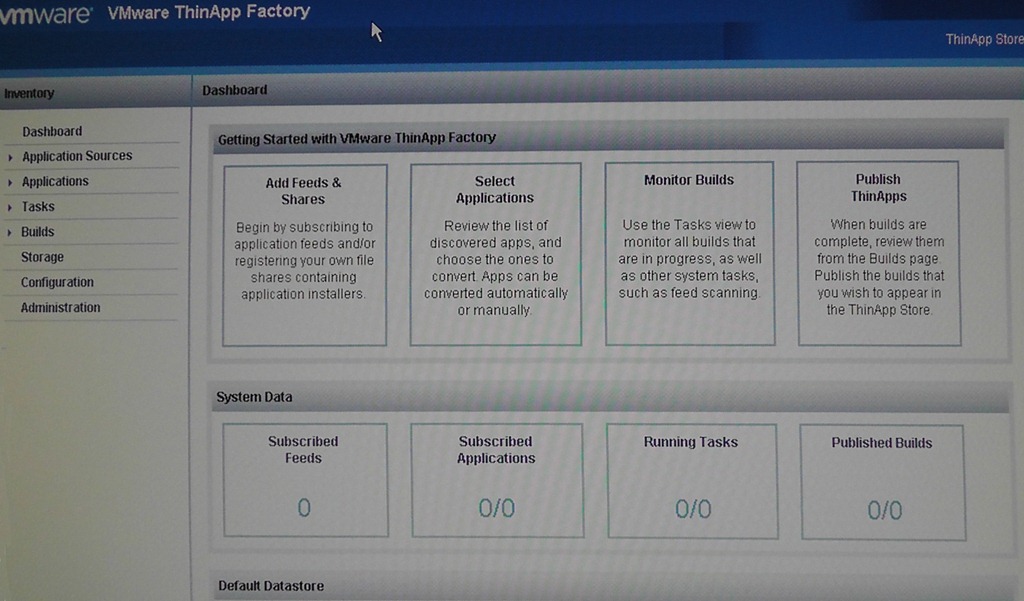 vmware® VMware ThinApp Factory
ThinApp Store
Inventory
Dashboard
Application Sources
Applications
Tasks
Builds
Storage
Configuration
Administration
Dashboard
Getting Started with VMware ThinApp Factory
Add Feeds &
Shares
Begin by subscribing to
application feeds and/or
registering your own file
shares containing
application installers.
Select
Applications
Review the list of
discovered apps, and
choose the ones to
convert. Apps can be
converted automatically
or manually.
Monitor Builds
Use the Tasks view to
monitor all builds that
are in progress, as well
as other system tasks,
such as feed scanning.
Publish
ThinApps
When builds are
complete, review them
from the Builds page.
Publish the builds that
you wish to appear in
the ThinApp Store.
System Data
Subscribed
Feeds
0
Subscribed
Applications
0/0
Running Tasks
0/0
Published Builds
0/0
Default Datastore